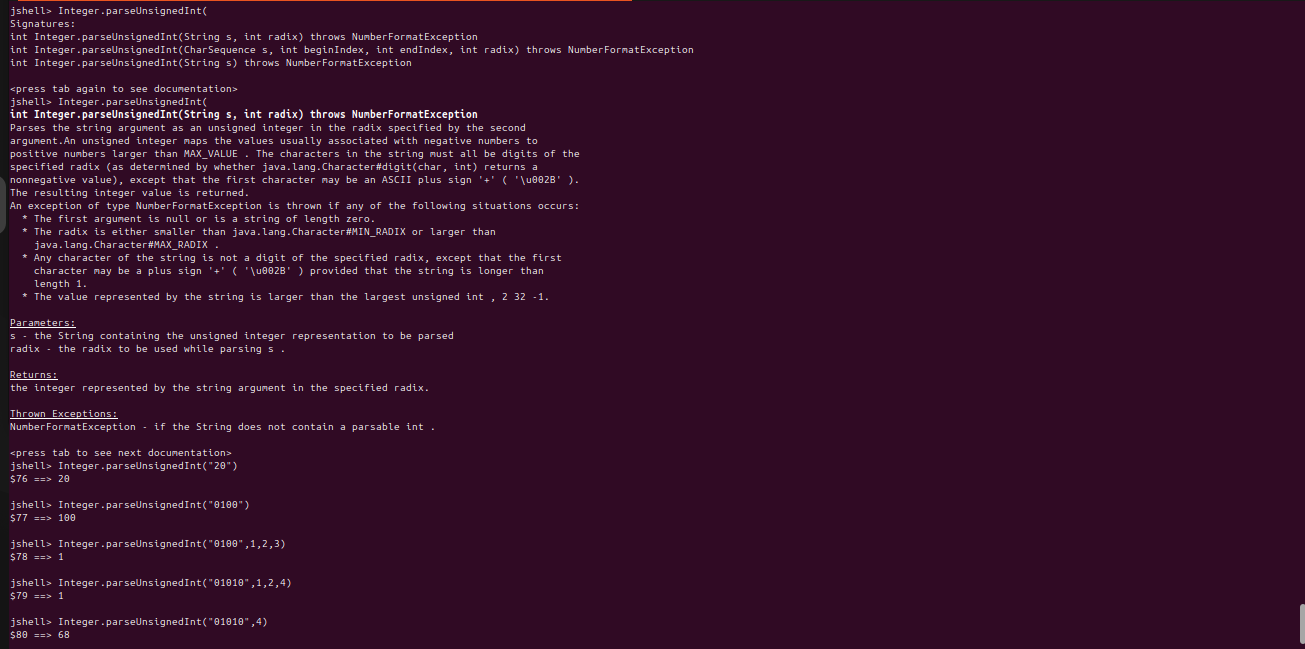 jshell> Integer.parseUnsignedInt(
Signatures:
int Integer.parseUnsignedInt(String s, int radix) throws NumberFormatException
int Integer.parseUnsignedInt(CharSequence s, int beginIndex, int endIndex, int radix) throws NumberFormatException
int Integer.parseUnsignedInt(String s) throws NumberFormatException

<press tab again to see documentation>
jshell> Integer.parseUnsignedInt(
int Integer.parseUnsignedInt(String s, int radix) throws NumberFormatException
Parses the string argument as an unsigned integer in the radix specified by the second
argument.An unsigned integer maps the values usually associated with negative numbers to
positive numbers larger than MAX_VALUE . The characters in the string must all be digits of the
specified radix (as determined by whether java.lang.Character#digit(char, int) returns a
nonnegative value), except that the first character may be an ASCII plus sign '+' ( '\u002B' ).
The resulting integer value is returned.
An exception of type NumberFormatException is thrown if any of the following situations occurs:
  * The first argument is null or is a string of length zero.
  * The radix is either smaller than java.lang.Character#MIN_RADIX or larger than
    java.lang.Character#MAX_RADIX .
  * Any character of the string is not a digit of the specified radix, except that the first
    character may be a plus sign '+' ( '\u002B' ) provided that the string is longer than
    length 1.
  * The value represented by the string is larger than the largest unsigned int , 2 32 -1.

Parameters:
s - the String containing the unsigned integer representation to be parsed
radix - the radix to be used while parsing s .

Returns:
the integer represented by the string argument in the specified radix.

Thrown Exceptions:
NumberFormatException - if the String does not contain a parsable int .

<press tab to see next documentation>
jshell> Integer.parseUnsignedInt("20")
$76 ==> 20

jshell> Integer.parseUnsignedInt("0100")
$77 ==> 100

jshell> Integer.parseUnsignedInt("0100",1,2,3)
$78 ==> 1

jshell> Integer.parseUnsignedInt("01010",1,2,4)
$79 ==> 1

jshell> Integer.parseUnsignedInt("01010",4)
$80 ==> 68